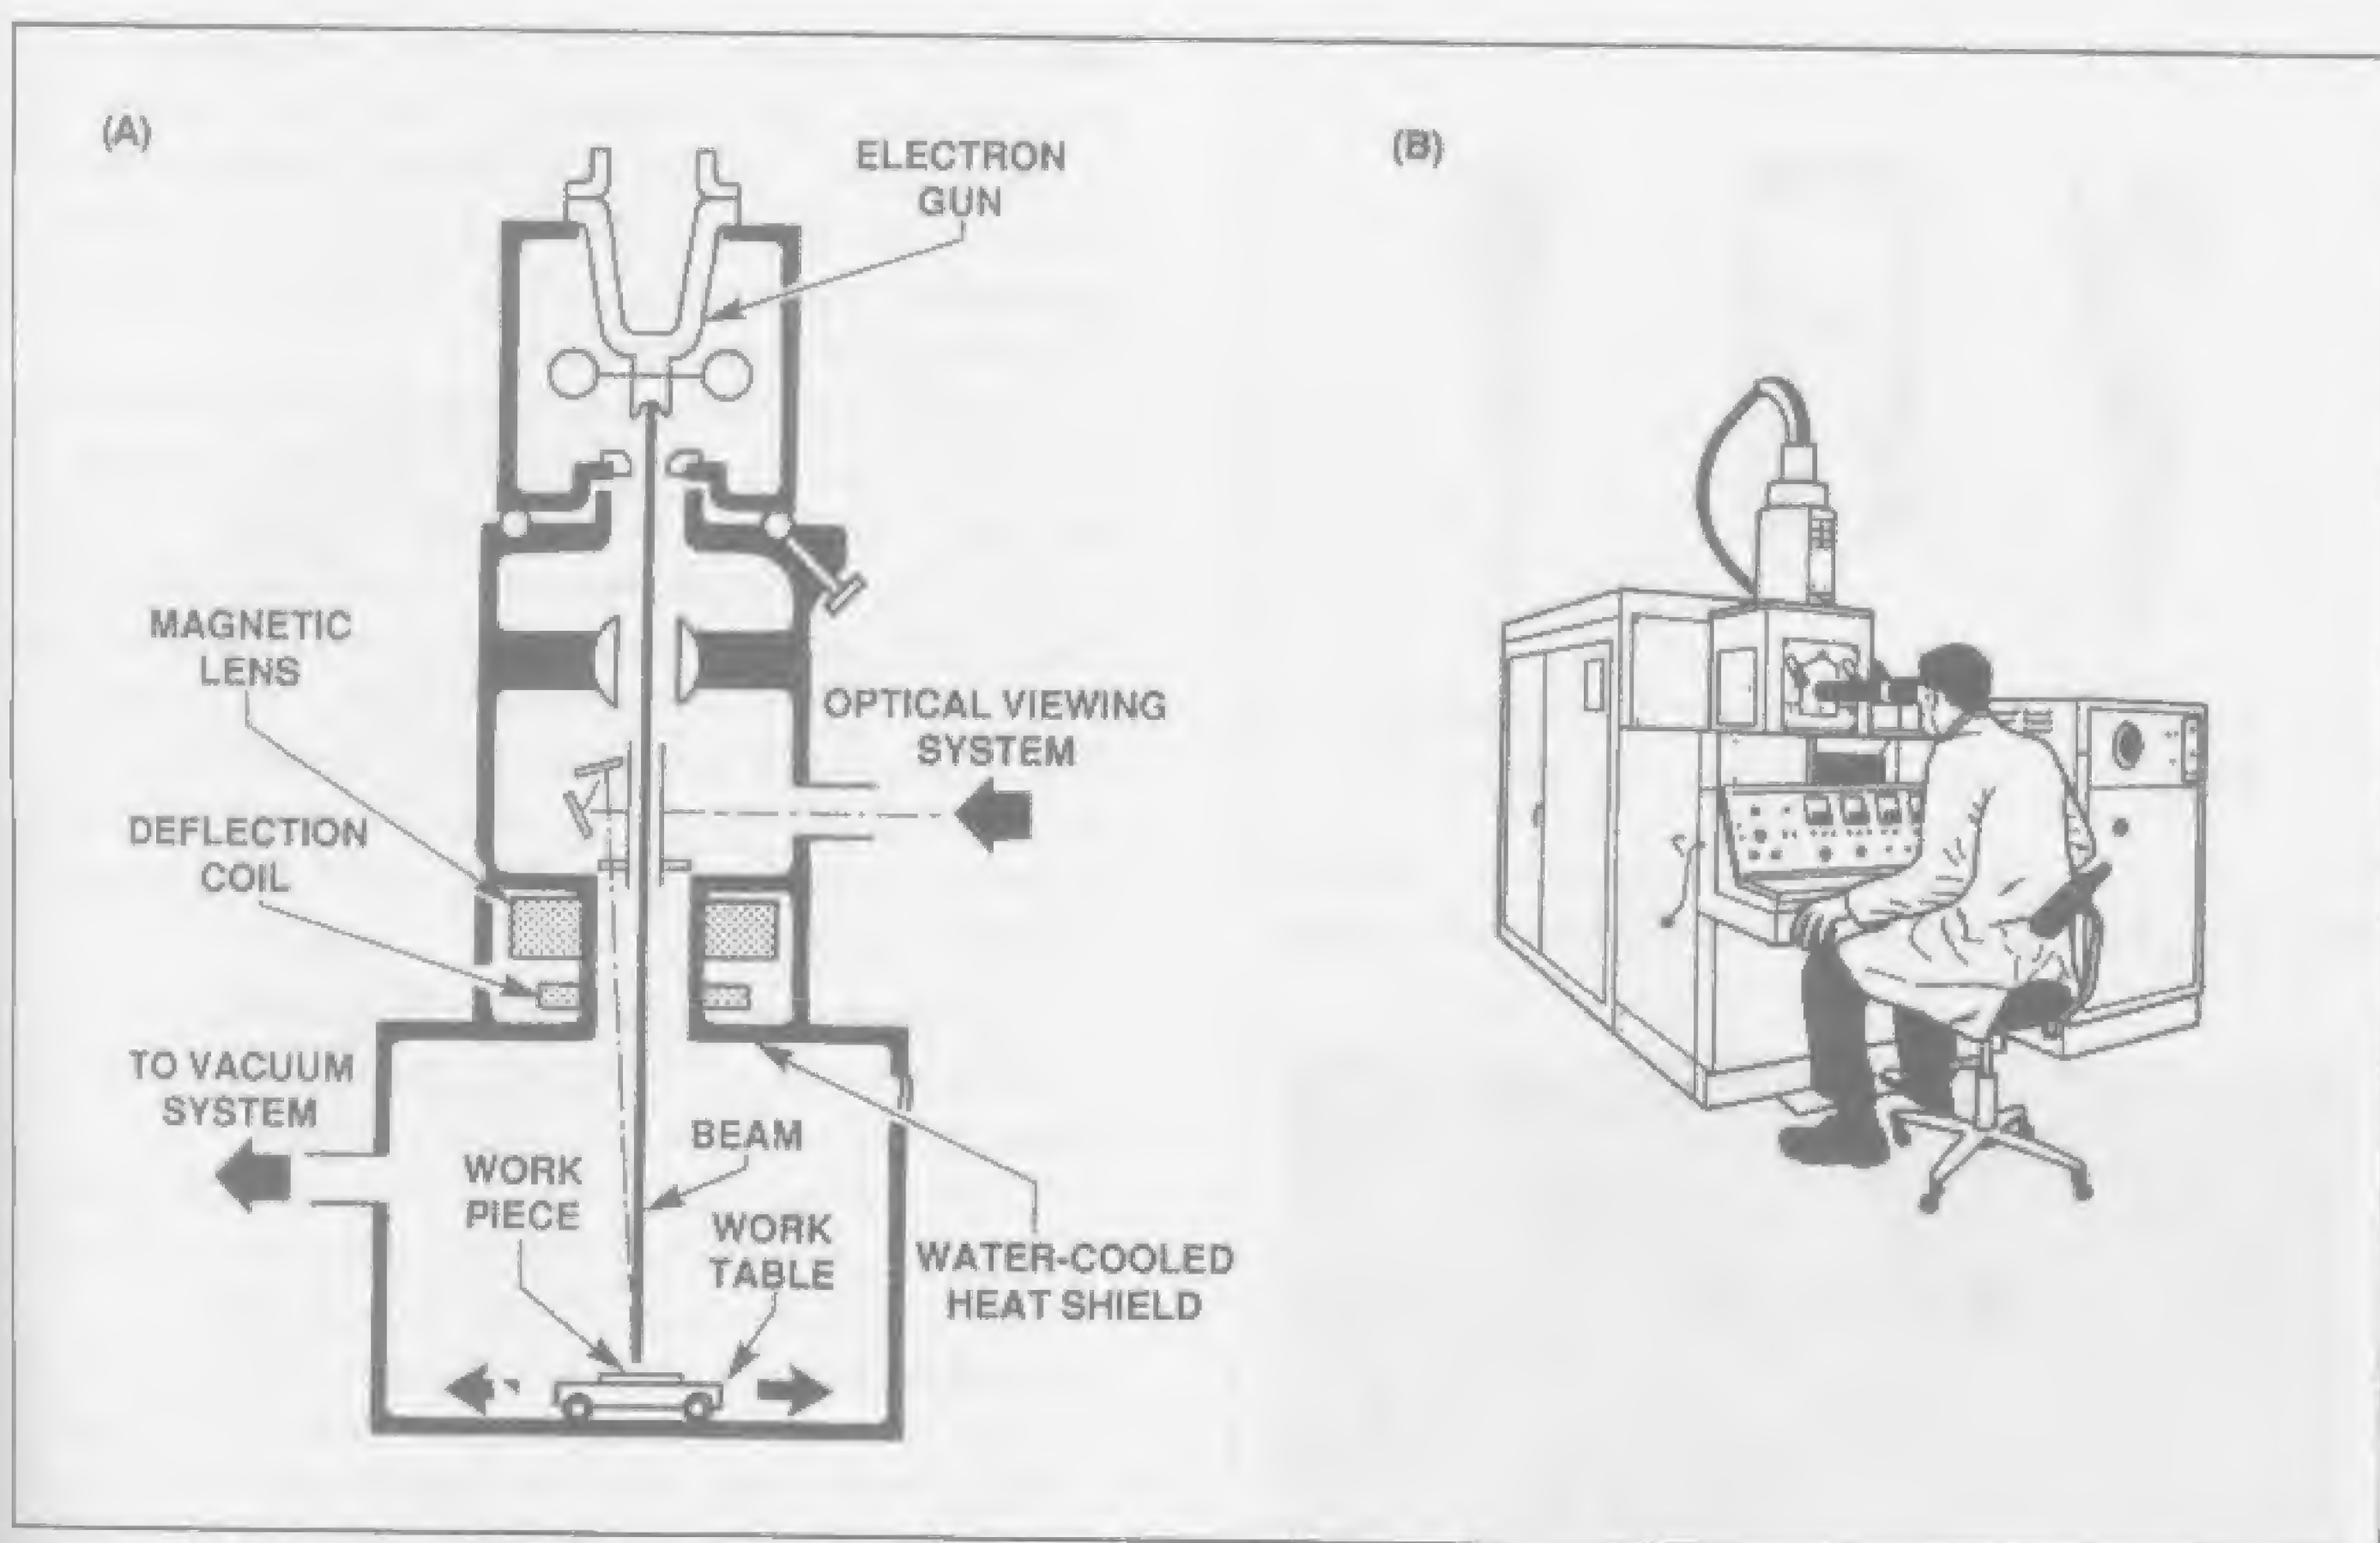 (A)
ELECTRON
GUN
(B)
MAGNETIC
LENS
OPTICAL VIEWING
SYSTEM
DEFLECTION
COIL
TO VACUUM
SYSTEM
BEAM
WORK
PIECE
WORK
TABLE
WATER-COOLED
HEAT SHIELD